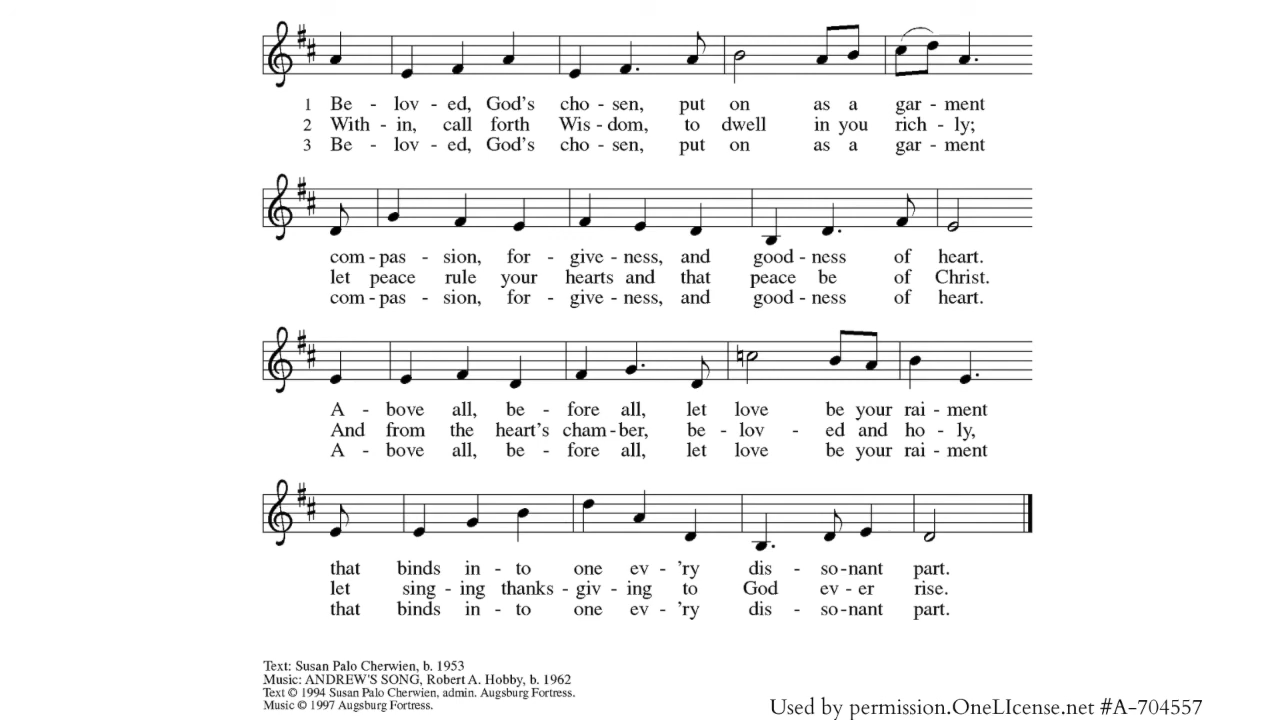 1 Be - lov - ed, God's cho - sen, put on as a gar - ment
2 With - in, call forth Wis - dom, to dwell in you rich - ly;
3 Be - lov - ed, God's cho - sen, put on as a gar - ment
com - pas - sion, for - give - ness, and good - ness of heart.
let peace rule your hearts and that peace be of Christ.
com - pas - sion, for - give - ness, and good - ness of heart.
A - bove all, be - fore all, let love be your rai - ment
And from the heart's cham - ber, be - lov - ed and ho - ly,
A - bove all, be - fore all, let love be your rai - ment
that binds in - to one ev - 'ry dis - so - nant part.
let sing - ing thanks - giv - ing to God ev - er rise.
that binds in - to one ev - 'ry dis - so - nant part.
Text: Susan Palo Cherwien, b. 1953
Music: ANDREW'S SONG, Robert A. Hobby, b. 1962
Text © 1994 Susan Palo Cherwien, admin. Augsburg Fortress.
Music © 1997 Augsburg Fortress.
Used by permission.OneLIcense.net #A-704557